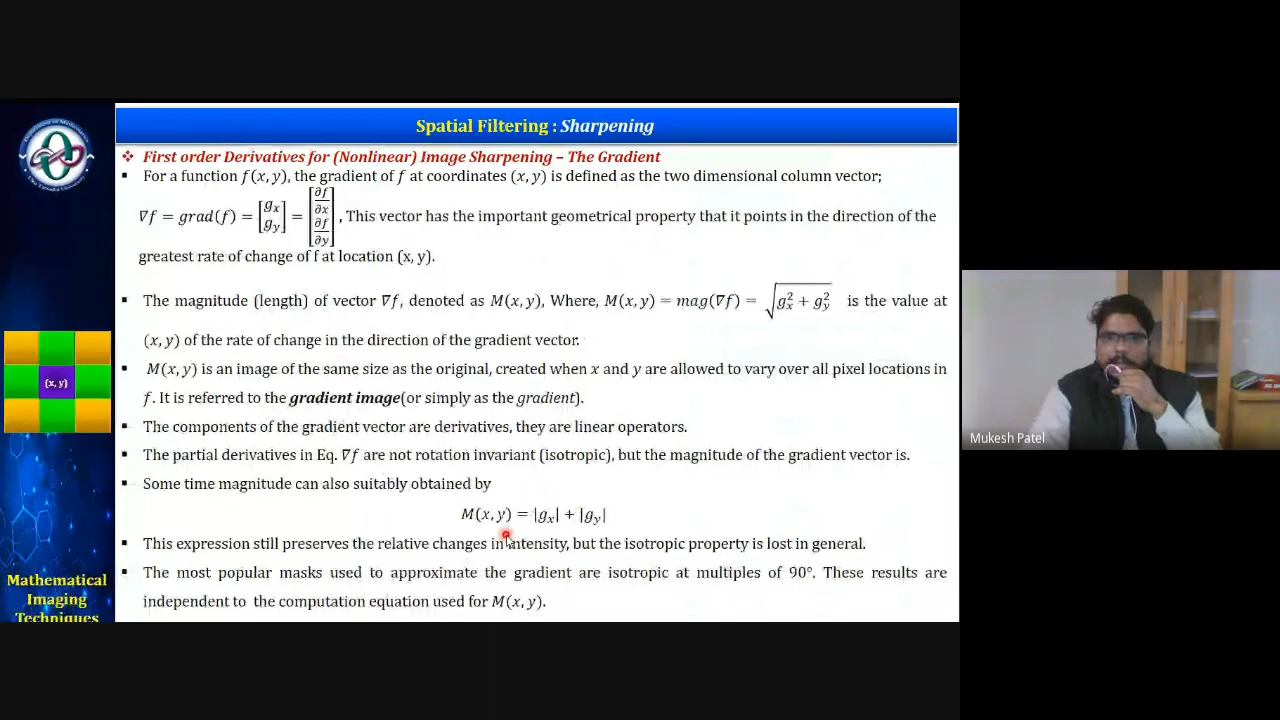 Spatial Filtering : Sharpening
❖ First order Derivatives for (Nonlinear) Image Sharpening – The Gradient
▪ For a function f(x, y), the gradient of f at coordinates (x, y) is defined as the two dimensional column vector;
∇f = grad(f) = [g_x g_y] = [∂f/∂x ∂f/∂y], This vector has the important geometrical property that it points in the direction of the
greatest rate of change of f at location (x, y).
▪ The magnitude (length) of vector ∇f, denoted as M(x, y), Where, M(x, y) = mag(∇f) = √(g_x^2 + g_y^2) is the value at
(x, y) of the rate of change in the direction of the gradient vector.
▪ M(x, y) is an image of the same size as the original, created when x and y are allowed to vary over all pixel locations in
f. It is referred to the gradient image(or simply as the gradient).
▪ The components of the gradient vector are derivatives, they are linear operators.
▪ The partial derivatives in Eq. ∇f are not rotation invariant (isotropic), but the magnitude of the gradient vector is.
▪ Some time magnitude can also suitably obtained by
M(x, y) = |g_x| + |g_y|
▪ This expression still preserves the relative changes in intensity, but the isotropic property is lost in general.
▪ The most popular masks used to approximate the gradient are isotropic at multiples of 90°. These results are
independent to the computation equation used for M(x, y).
(x, y)
Mathematical
Imaging
Techniques
Mukesh Patel